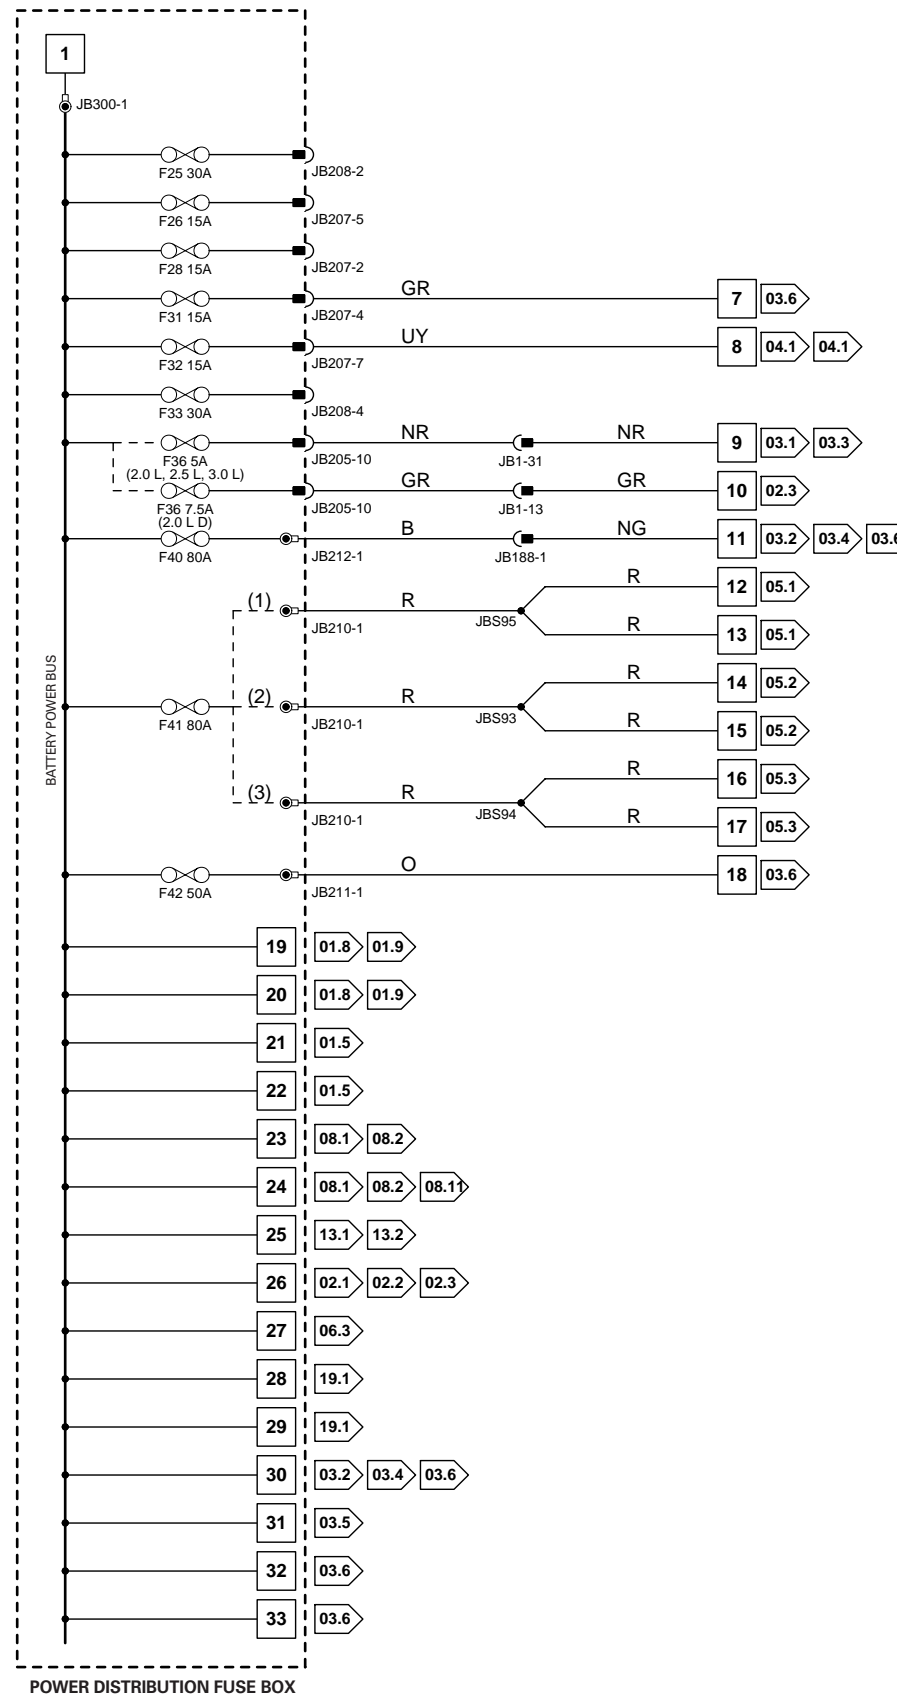 1
JB300-1
F25 30A JB208-2
F26 15A JB207-5
F28 15A JB207-2
GR 7 03.6
F31 15A JB207-4
UY 8 04.1 04.1
F32 15A JB207-7
F33 30A JB208-4
NR NR 9 03.1 03.3
F36 5A JB205-10 JB1-31
(2.0 L, 2.5 L, 3.0 L)
GR GR 10 02.3
F36 7.5A JB205-10 JB1-13
(2.0 L D)
B NG 11 03.2 03.4 03.6
F40 80A JB212-1 JB188-1
R 12 05.1
(1) R
JB210-1 JBS95
R 13 05.1
BATTERY POWER BUS
R 14 05.2
(2) R
F41 80A JB210-1 JBS93
R 15 05.2
R 16 05.3
(3) R
JB210-1 JBS94
R 17 05.3
O 18 03.6
F42 50A JB211-1
19 01.8 01.9
20 01.8 01.9
21 01.5
22 01.5
23 08.1 08.2
24 08.1 08.2 08.11
25 13.1 13.2
26 02.1 02.2 02.3
27 06.3
28 19.1
29 19.1
30 03.2 03.4 03.6
31 03.5
32 03.6
33 03.6
POWER DISTRIBUTION FUSE BOX